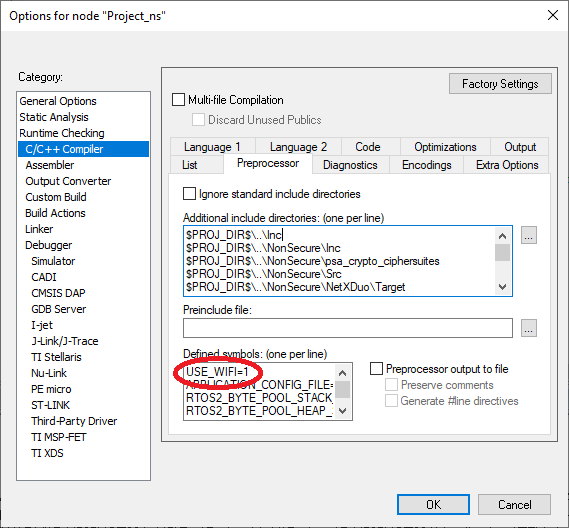 Options for node "Project_ns"
Category:
General Options
Static Analysis
Runtime Checking
C/C++ Compiler
Assembler
Output Converter
Custom Build
Build Actions
Linker
Debugger
Simulator
CADI
CMSIS DAP
GDB Server
I-jet
J-Link/J-Trace
TI Stellaris
Nu-Link
PE micro
ST-LINK
Third-Party Driver
TI MSP-FET
TI XDS
Factory Settings
Multi-file Compilation
Discard Unused Publics
Language 1 Language 2 Code Optimizations Output
List Preprocessor Diagnostics Encodings Extra Options
Ignore standard include directories
Additional include directories: (one per line)
$PROJ_DIR$\..\Inc
$PROJ_DIR$\..\NonSecure\Inc
$PROJ_DIR$\..\NonSecure\psa_crypto_ciphersuites
$PROJ_DIR$\..\NonSecure\Src
$PROJ_DIR$\..\NonSecure\NetXDuo\Target
...
Preinclude file:
...
Defined symbols: (one per line)
USE_WIFI=1
APPLICATION_CONFIG_FILE=
RTOS2_BYTE_POOL_STACK_
RTOS2_BYTE_POOL_HEAP_
Preprocessor output to file
Preserve comments
Generate #line directives
OK Cancel